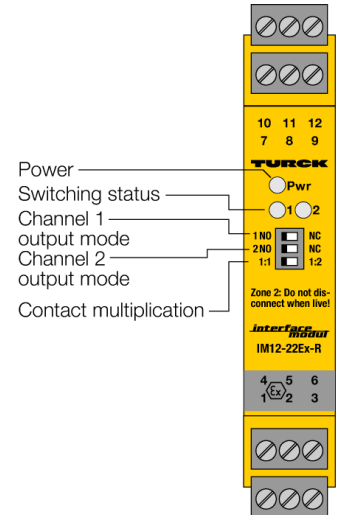 10 11 12
7 8 9
TURCK
Power
Pwr
Switching status
1 2
Channel 1
output mode
1 NO NC
Channel 2
output mode
2 NO NC
Contact multiplication
1:1 1:2
Zone 2: Do not dis-
connect when live!
interface
modul
IM12-22Ex-R
4 5 6
Ex
1 2 3